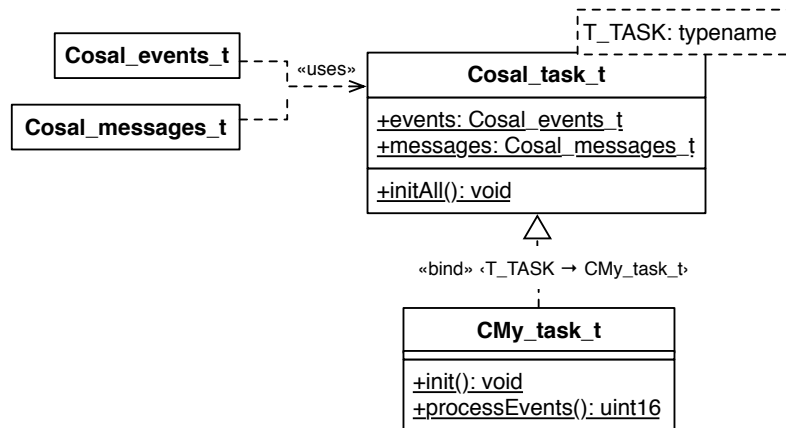 T_TASK: typename
Cosal_events_t
«uses»
Cosal_task_t
Cosal_messages_t
+events: Cosal_events_t
+messages: Cosal_messages_t
+initAll(): void
«bind» ‹T_TASK → CMy_task_t›
CMy_task_t
+init(): void
+processEvents(): uint16